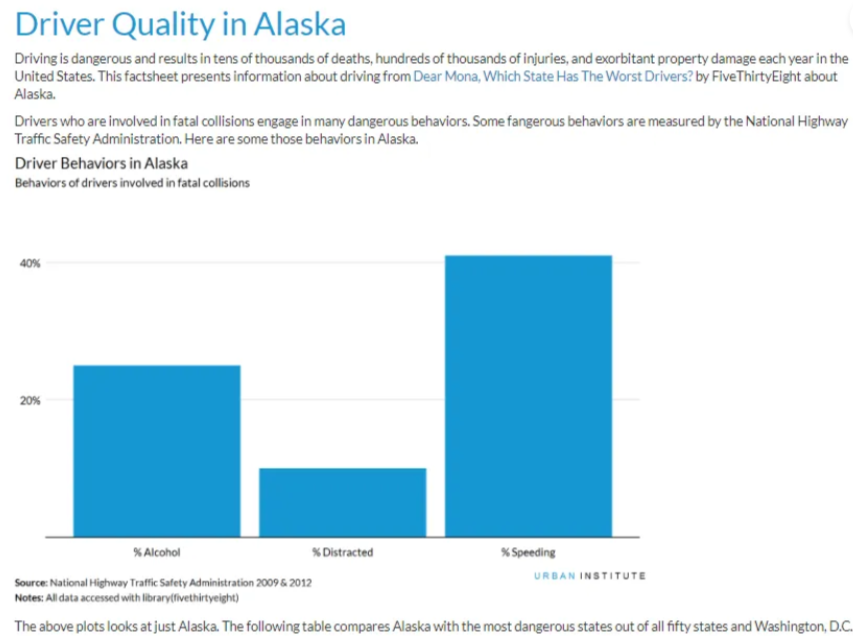 Driver Quality in Alaska
Driving is dangerous and results in tens of thousands of deaths, hundreds of thousands of injuries, and exorbitant property damage each year in the
United States. This factsheet presents information about driving from Dear Mona, Which State Has The Worst Drivers? by FiveThirtyEight about
Alaska.
Drivers who are involved in fatal collisions engage in many dangerous behaviors. Some fangerous behaviors are measured by the National Highway
Traffic Safety Administration. Here are some those behaviors in Alaska.
Driver Behaviors in Alaska
Behaviors of drivers involved in fatal collisions
40%
20%
% Alcohol
% Distracted
% Speeding
URBAN INSTITUTE
Source: National Highway Traffic Safety Administration 2009 & 2012
Notes: All data accessed with library(fivethirtyeight)
The above plots looks at just Alaska. The following table compares Alaska with the most dangerous states out of all fifty states and Washington, D.C.